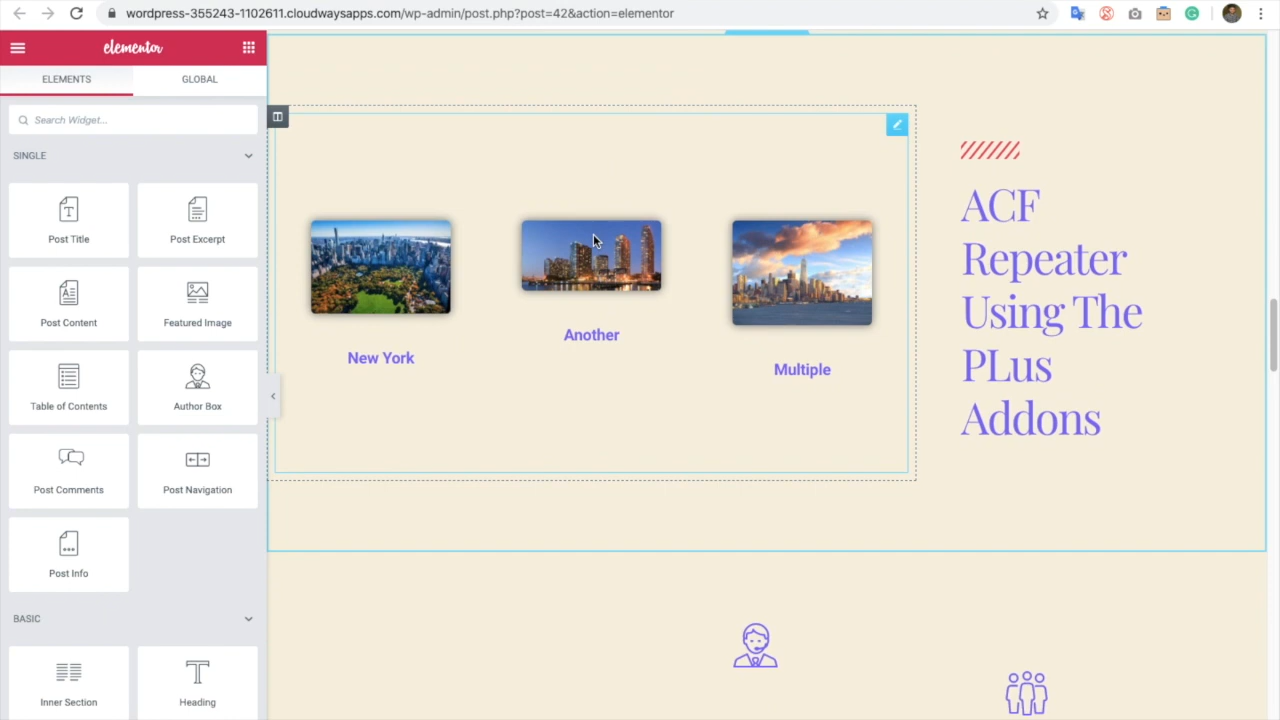 wordpress-355243-1102611.cloudwaysapps.com/wp-admin/post.php?post=42&action=elementor
elementor
ELEMENTS
GLOBAL
Search Widget...
SINGLE
Post Title
Post Excerpt
Post Content
Featured Image
Table of Contents
Author Box
Post Comments
Post Navigation
Post Info
BASIC
Inner Section
Heading
New York
Another
Multiple
ACF
Repeater
Using The
PLus
Addons